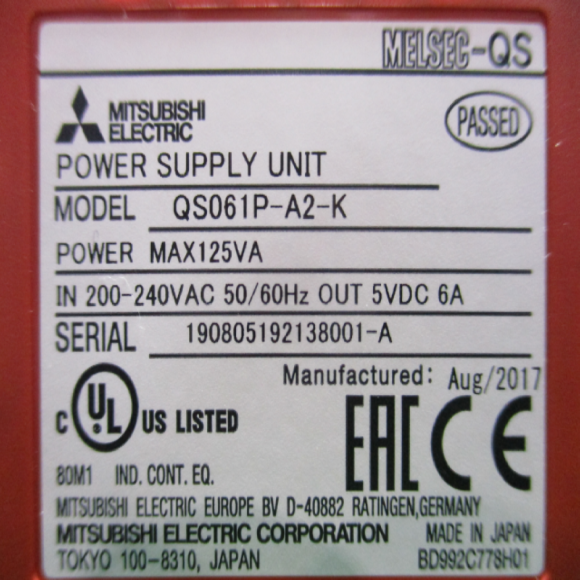 MELSEC-QS
MITSUBISHI
ELECTRIC
PASSED
POWER SUPPLY UNIT
MODEL QS061P-A2-K
POWER MAX125VA
IN 200-240VAC 50/60Hz OUT 5VDC 6A
SERIAL 190805192138001-A
Manufactured: Aug/2017
C UL US LISTED
EAC CE
80M1 IND. CONT. EQ.
MITSUBISHI ELECTRIC EUROPE BV D-40882 RATINGEN,GERMANY
MITSUBISHI ELECTRIC CORPORATION MADE IN JAPAN
TOKYO 100-8310, JAPAN BD992C778H01